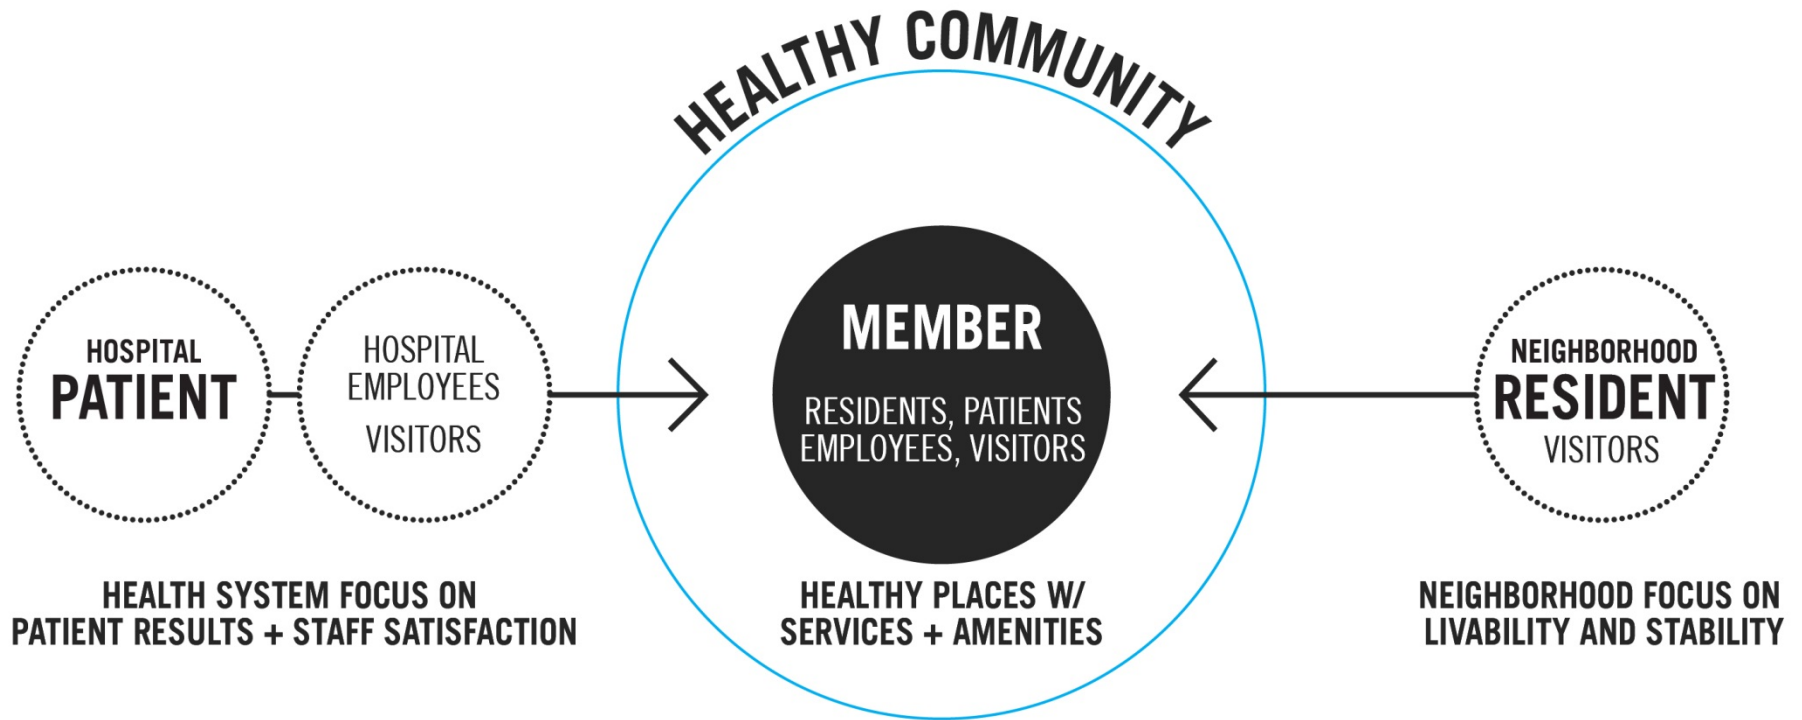 HEALTHY COMMUNITY
HOSPITAL
PATIENT
HOSPITAL
EMPLOYEES
VISITORS
MEMBER
RESIDENTS, PATIENTS
EMPLOYEES, VISITORS
NEIGHBORHOOD
RESIDENT
VISITORS
HEALTH SYSTEM FOCUS ON
PATIENT RESULTS + STAFF SATISFACTION
HEALTHY PLACES W/
SERVICES + AMENITIES
NEIGHBORHOOD FOCUS ON
LIVABILITY AND STABILITY